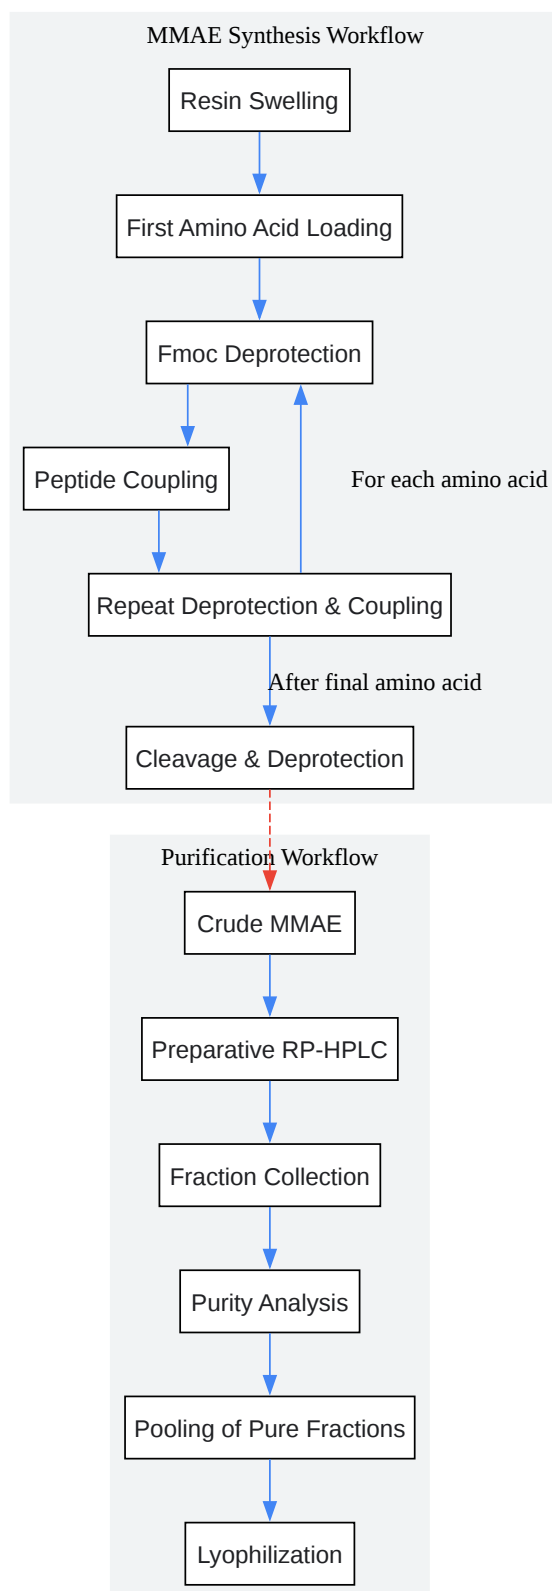 MMAE Synthesis Workflow
Resin Swelling
First Amino Acid Loading
Fmoc Deprotection
Peptide Coupling
For each amino acid
Repeat Deprotection & Coupling
After final amino acid
Cleavage & Deprotection
Purification Workflow
Crude MMAE
Preparative RP-HPLC
Fraction Collection
Purity Analysis
Pooling of Pure Fractions
Lyophilization